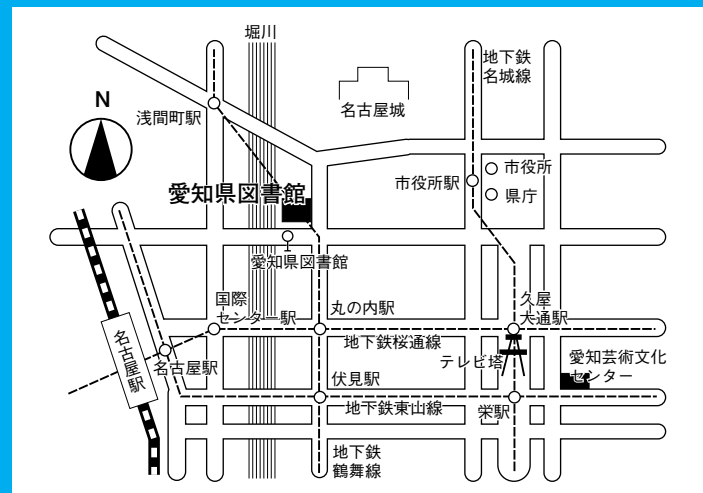 堀川
地下鉄
名城線
N
名古屋城
浅間町駅
市役所
市役所駅
県庁
愛知県図書館
愛知県図書館
国際
センター駅
丸の内駅
久屋
大通駅
地下鉄桜通線
名古屋駅
名古屋駅
テレビ塔
愛知芸術文化
センター
伏見駅
地下鉄東山線
栄駅
地下鉄
鶴舞線